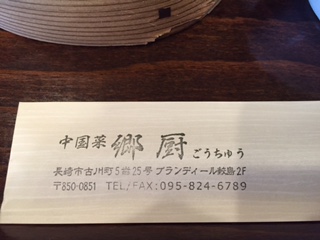 中国菜 郷 厨 ごうちゅう
長崎市古川町5番25号 ブランディール鮫島2F
〒850-0851 TEL/FAX:095-824-6789